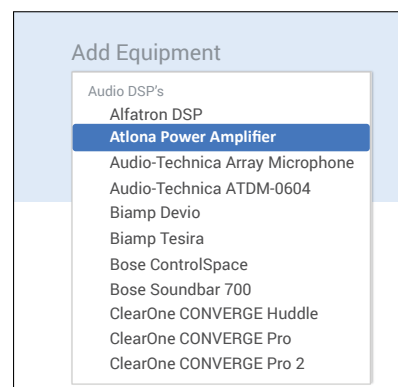 Add Equipment
Audio DSP's
Alfatron DSP
Atlona Power Amplifier
Audio-Technica Array Microphone
Audio-Technica ATDM-0604
Biamp Devio
Biamp Tesira
Bose ControlSpace
Bose Soundbar 700
ClearOne CONVERGE Huddle
ClearOne CONVERGE Pro
ClearOne CONVERGE Pro 2